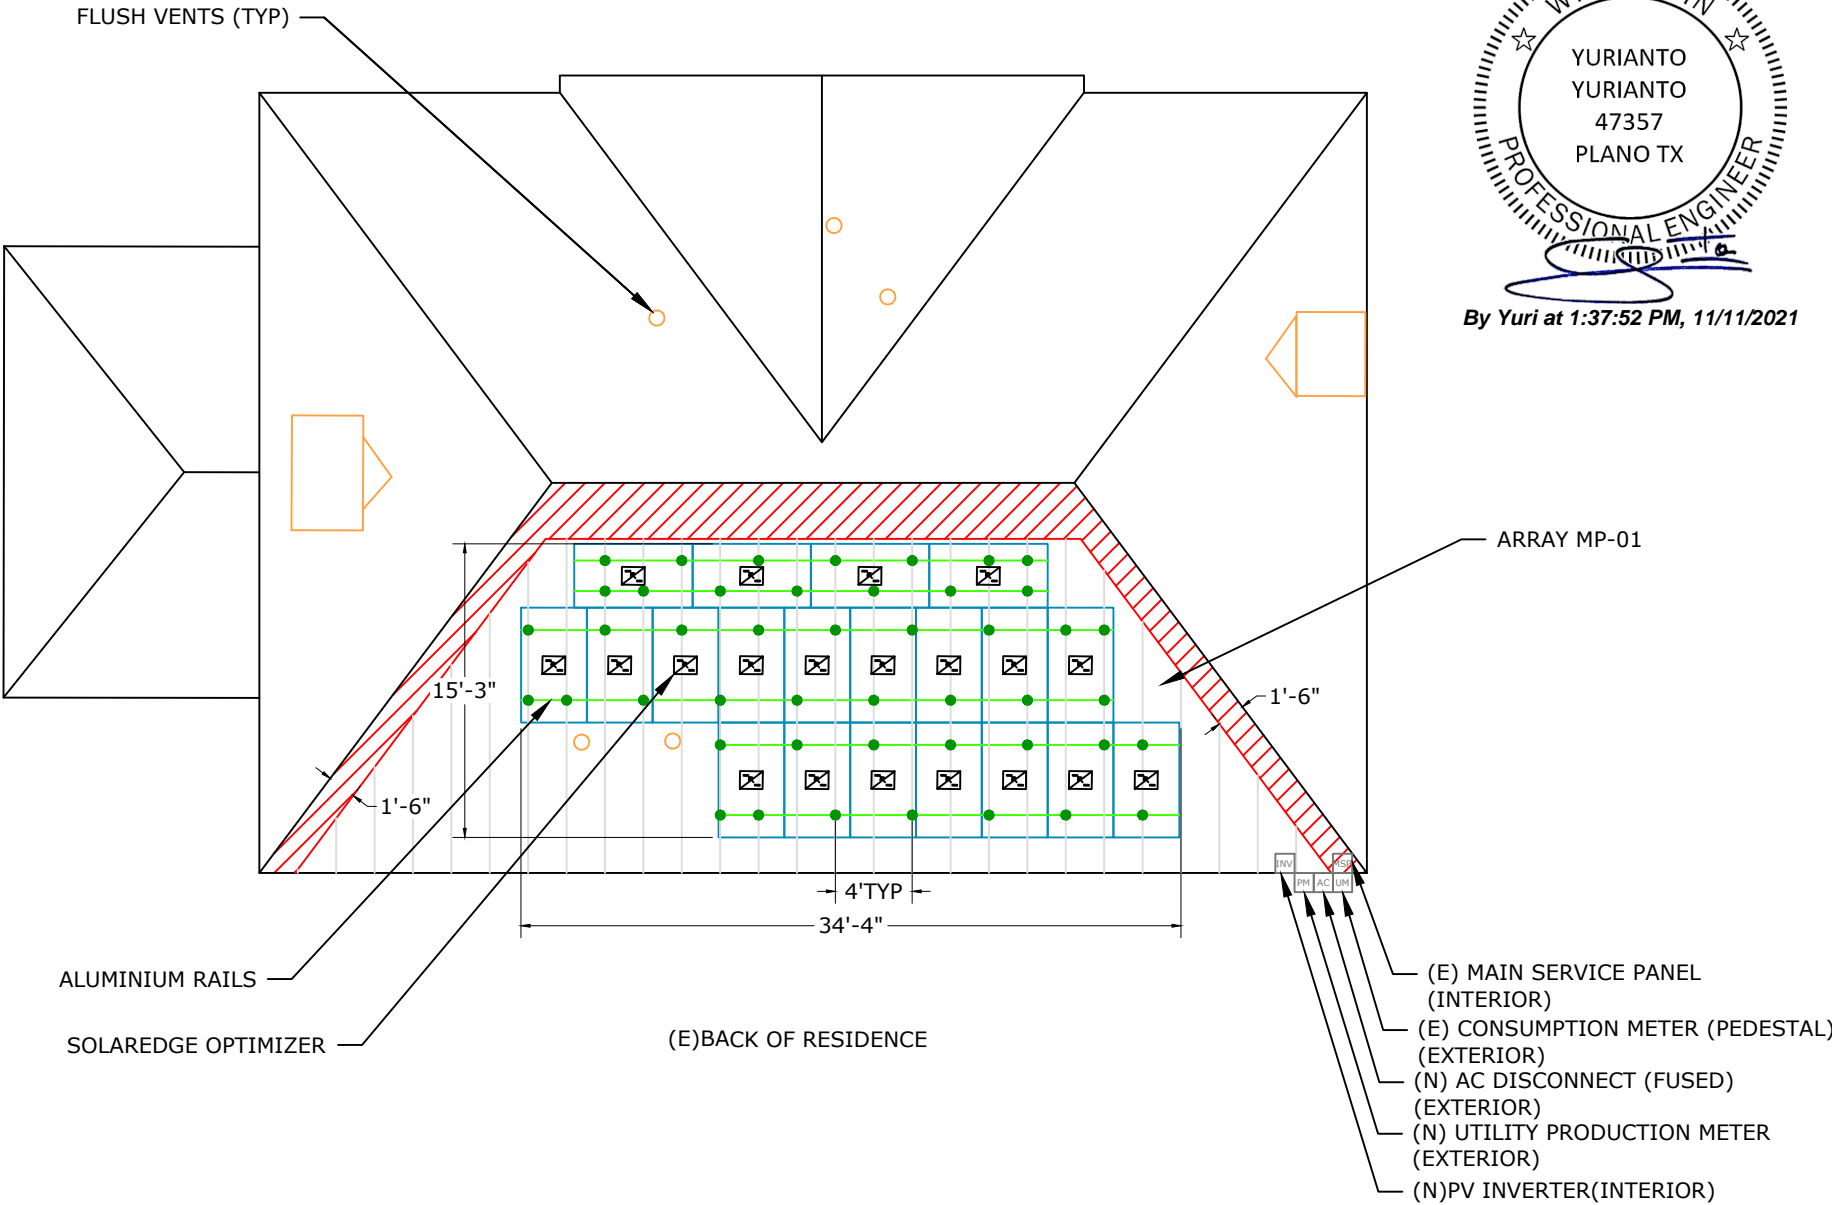 FLUSH VENTS (TYP)
YURIANTO
YURIANTO
47357
PLANO TX
PROFESSIONAL ENGINEER
By Yuri at 1:37:52 PM, 11/11/2021
ARRAY MP-01
15'-3"
1'-6"
1'-6"
INV
MSP
PM
AC
UM
4'TYP
34'-4"
ALUMINIUM RAILS
SOLAREDGE OPTIMIZER
(E)BACK OF RESIDENCE
(E) MAIN SERVICE PANEL
(INTERIOR)
(E) CONSUMPTION METER (PEDESTAL)
(EXTERIOR)
(N) AC DISCONNECT (FUSED)
(EXTERIOR)
(N) UTILITY PRODUCTION METER
(EXTERIOR)
(N)PV INVERTER(INTERIOR)